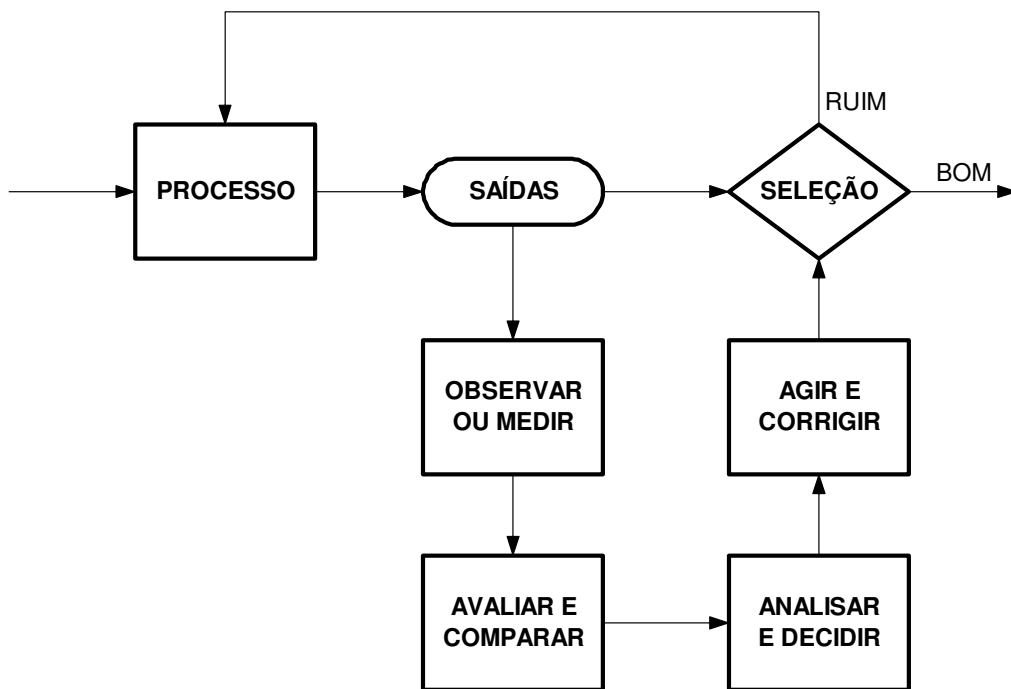 RUIM
BOM
PROCESSO
SAÍDAS
SELEÇÃO
OBSERVAR
OU MEDIR
AGIR E
CORRIGIR
AVALIAR E
COMPARAR
ANALISAR
E DECIDIR